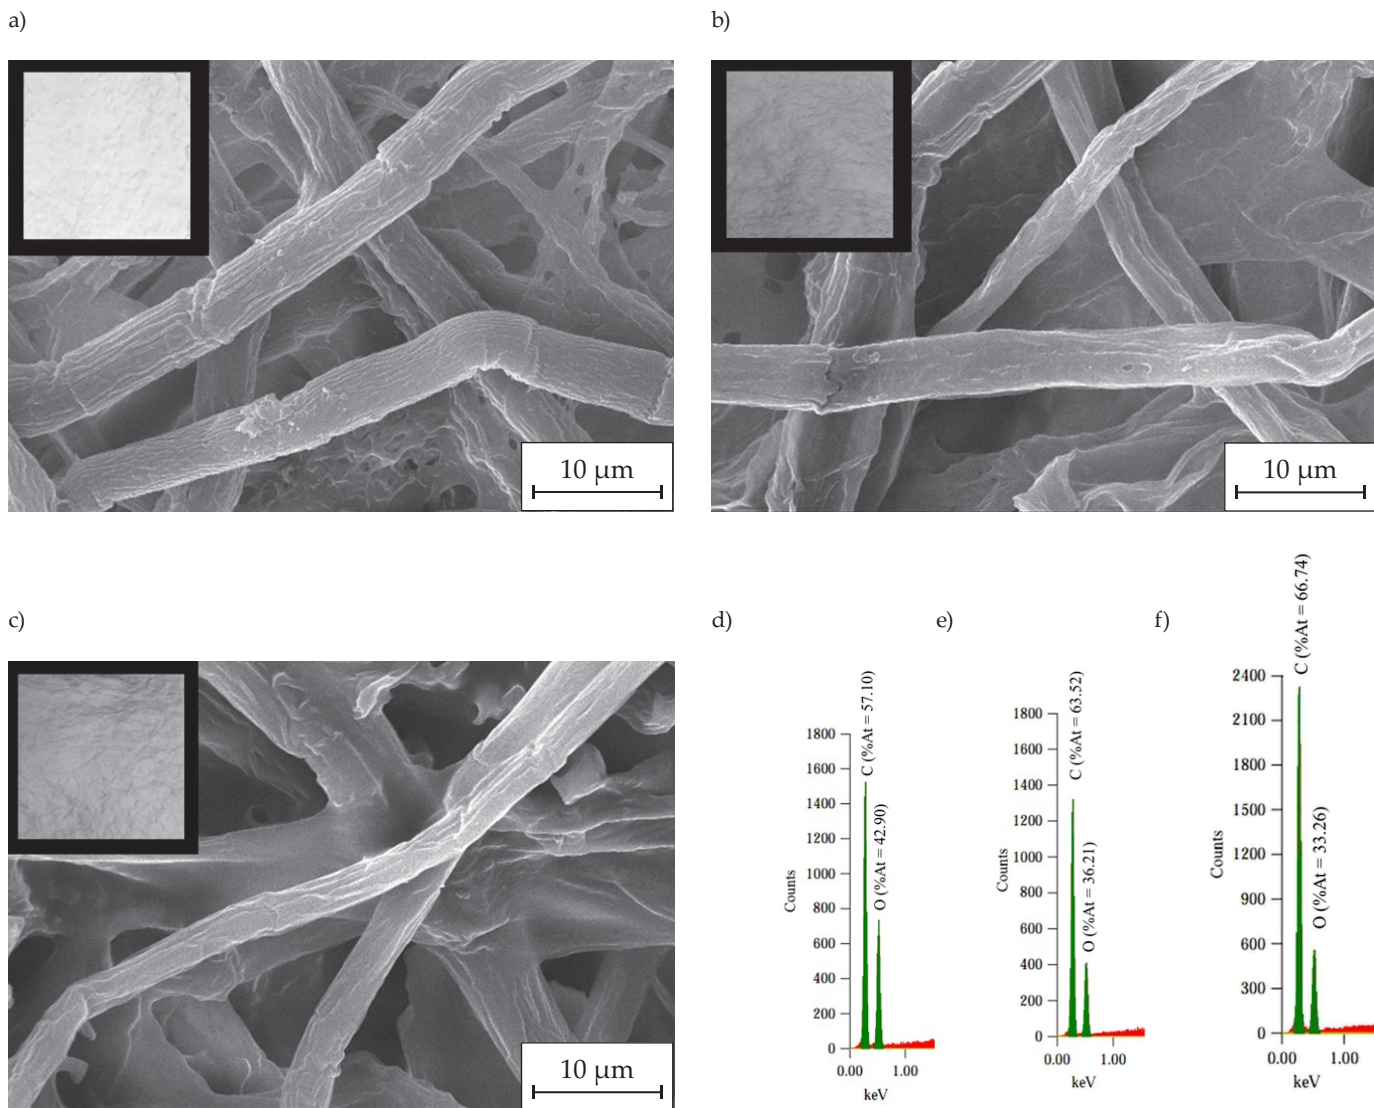 a)
b)
10 µm
10 µm
c)
d)
e)
f)
10 µm
C (%At = 57.10)
O (%At = 42.90)
1800
1600
1400
1200
1000
800
600
400
200
0
Counts
0.00 1.00
keV
C (%At = 63.52)
O (%At = 36.21)
1800
1600
1400
1200
1000
800
600
400
200
0
Counts
0.00 1.00
keV
C (%At = 66.74)
O (%At = 33.26)
2400
2100
1800
1500
1200
900
600
300
0
Counts
0.00 1.00
keV